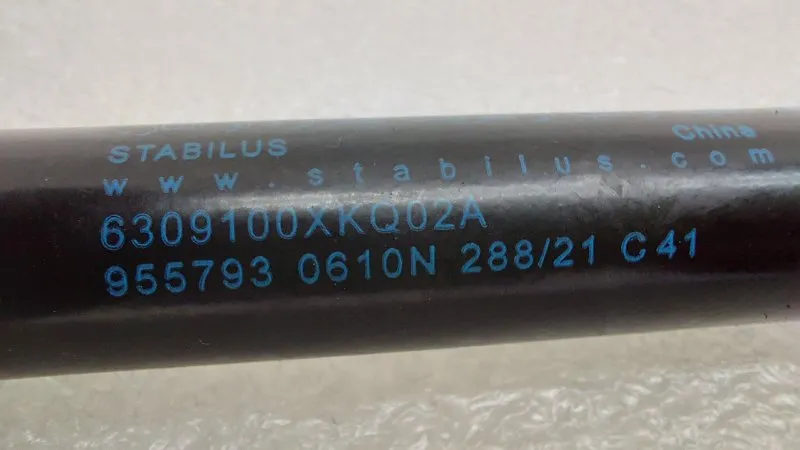 STABILUS China
www.stabilus.com
6309100XKQ02A
955793 0610N 288/21 C41